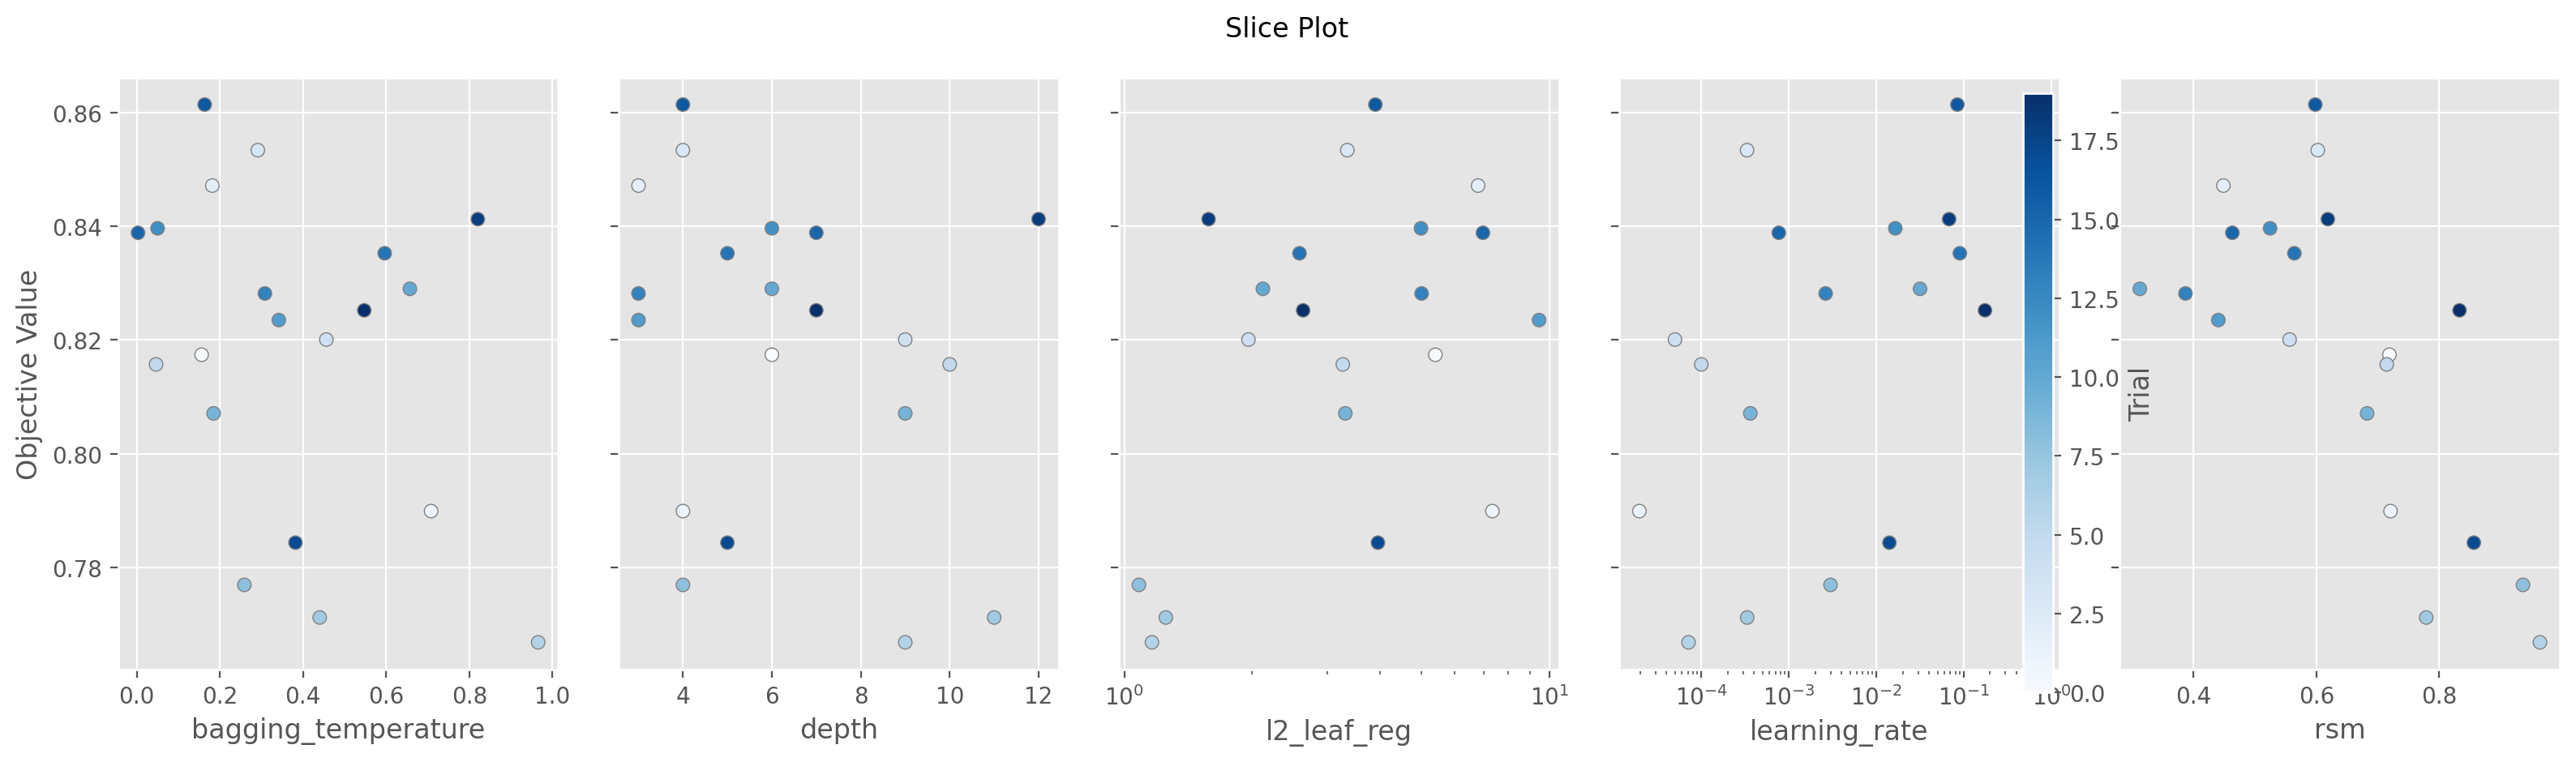 Slice Plot
Objective Value
0.86
0.84
0.82
0.80
0.78
0.0 0.2 0.4 0.6 0.8 1.0
bagging_temperature
4 6 8 10 12
depth
10⁰ 10¹
l2_leaf_reg
10⁻⁴ 10⁻³ 10⁻² 10⁻¹ 10⁰
learning_rate
17.5
15.0
12.5
10.0
7.5
5.0
2.5
0.0
Trial
0.4 0.6 0.8
rsm